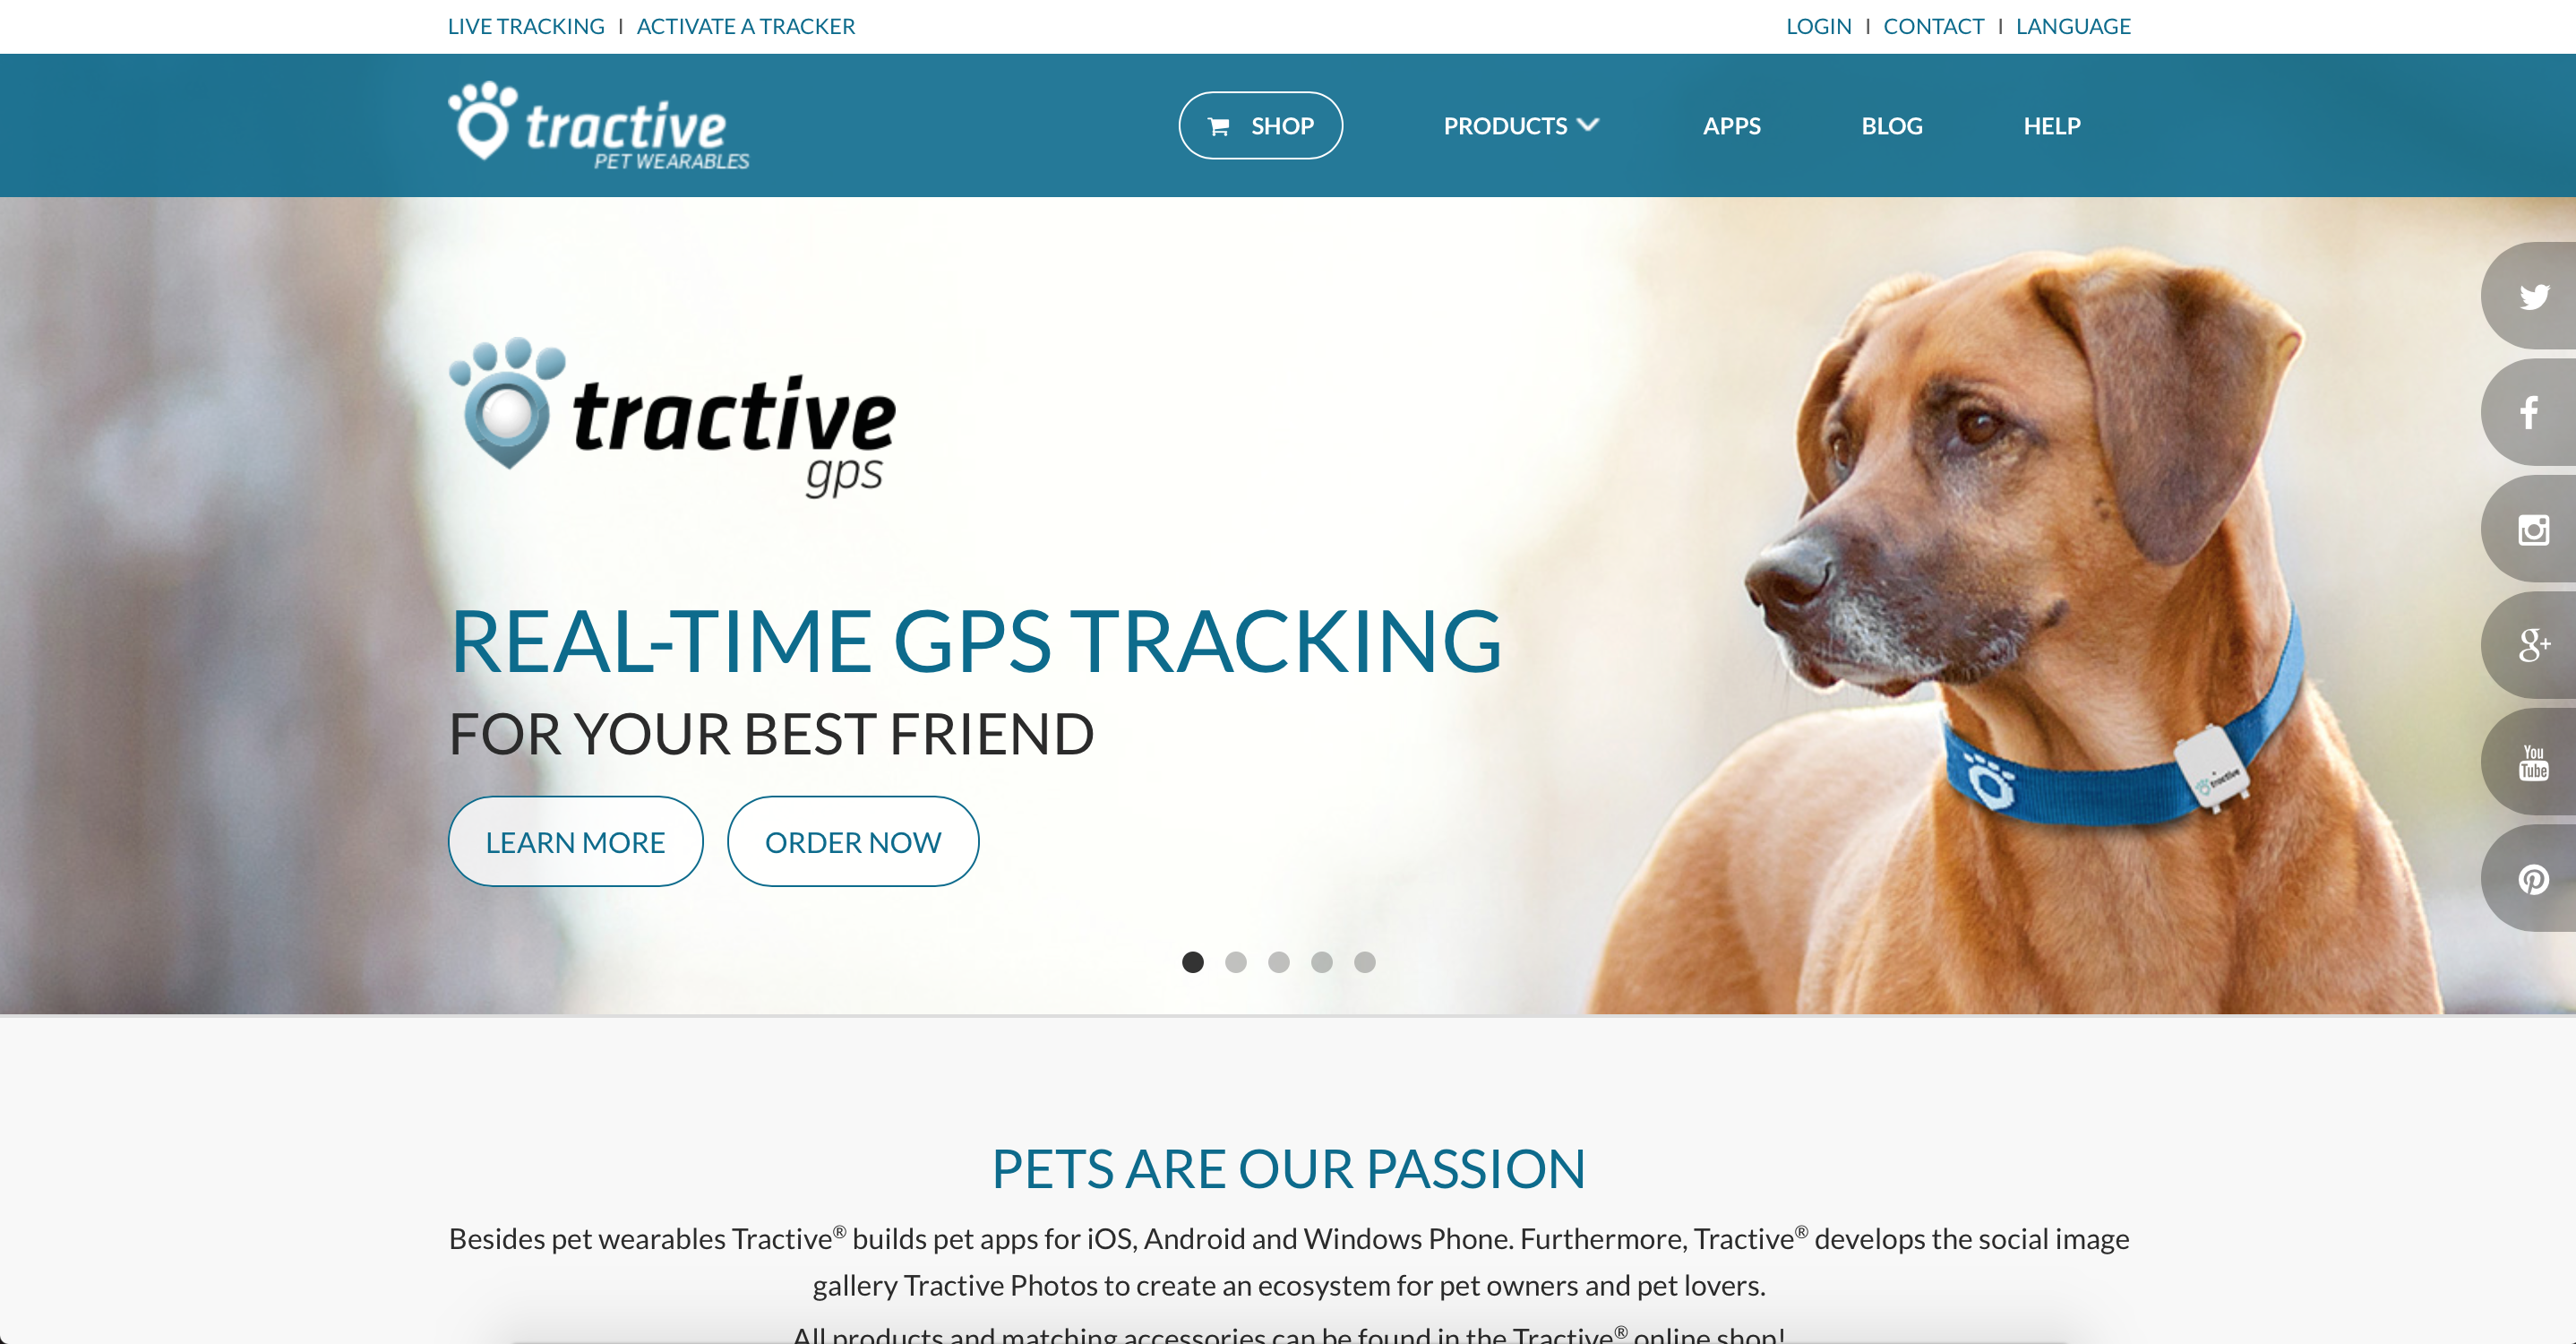 LIVE TRACKING | ACTIVATE A TRACKER
LOGIN | CONTACT | LANGUAGE
tractive
PET WEARABLES
SHOP
PRODUCTS
APPS
BLOG
HELP
tractive
gps
REAL-TIME GPS TRACKING
FOR YOUR BEST FRIEND
LEARN MORE
ORDER NOW
tractive
f
g+
You
Tube
PETS ARE OUR PASSION
Besides pet wearables Tractive® builds pet apps for iOS, Android and Windows Phone. Furthermore, Tractive® develops the social image
gallery Tractive Photos to create an ecosystem for pet owners and pet lovers.
All products and matching accessories can be found in the Tractive® online shop!